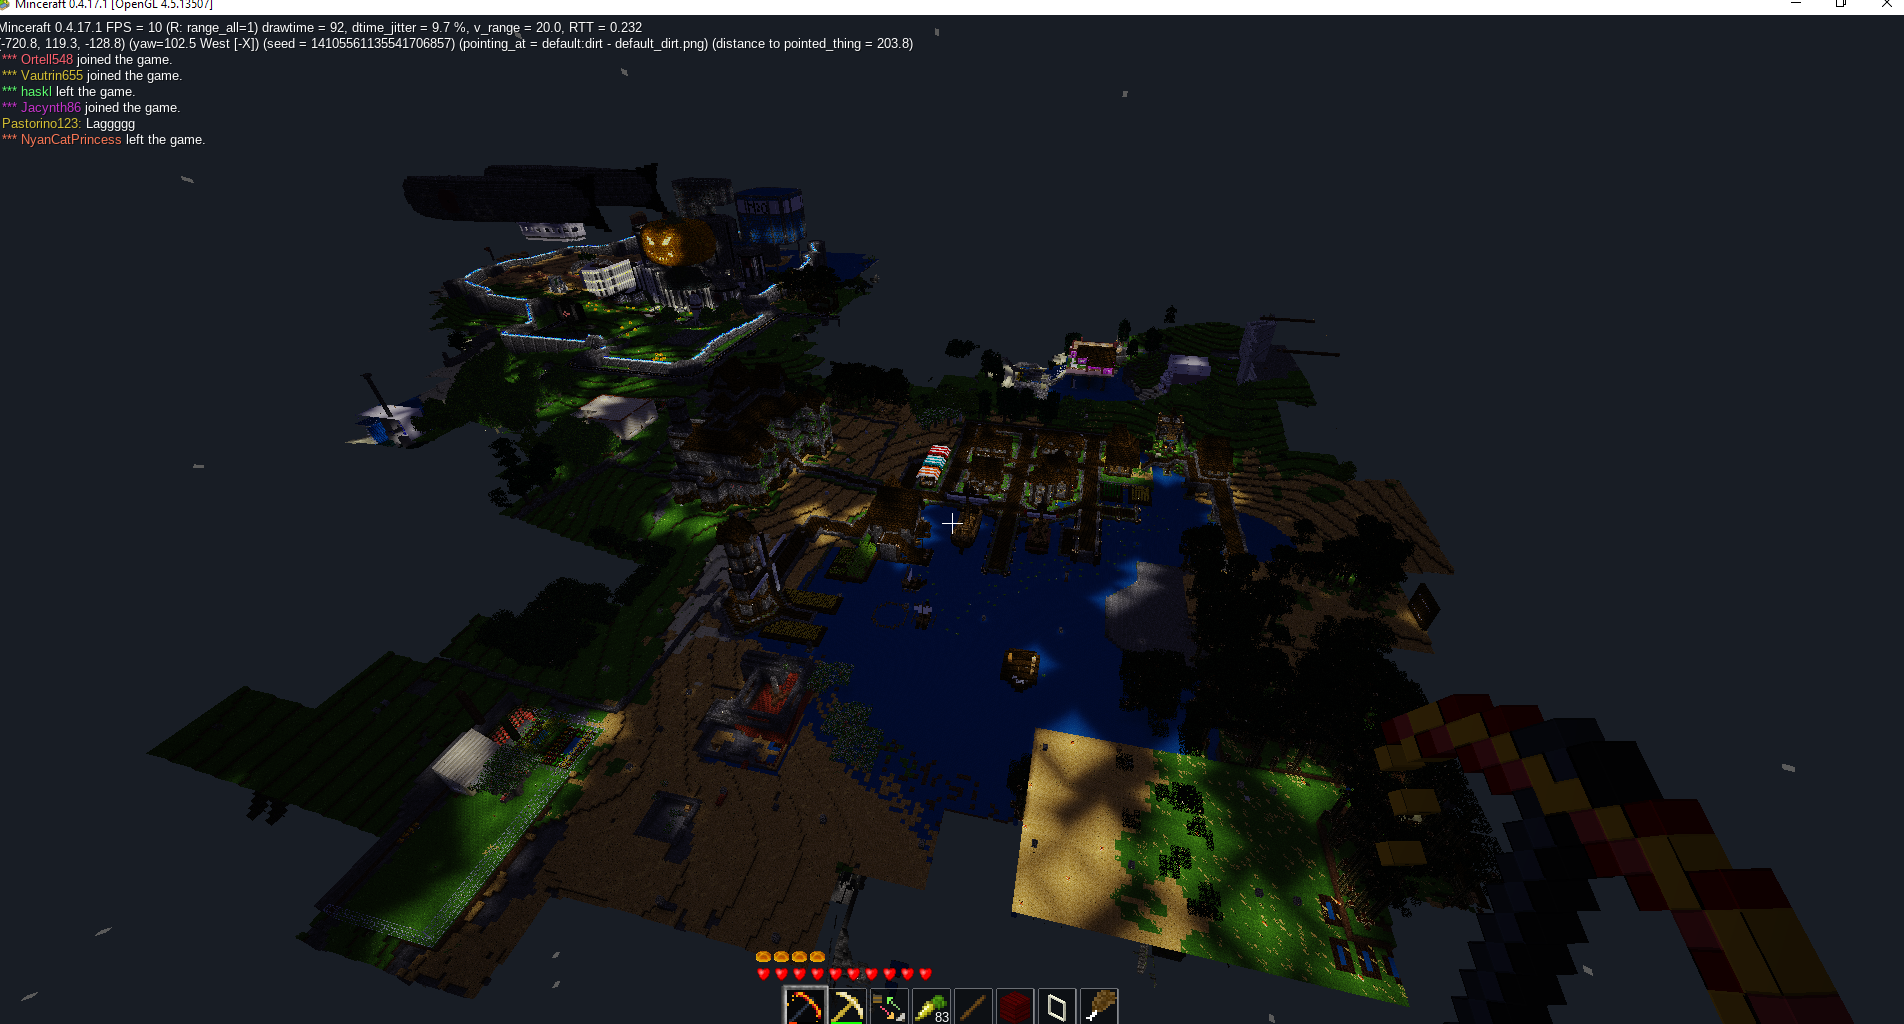 Minceraft 0.4.17.1 [OpenGL 4.5.13507]
Minceraft 0.4.17.1 FPS = 10 (R: range_all=1) drawtime = 92, dtime_jitter = 9.7 %, v_range = 20.0, RTT = 0.232
(-720.8, 119.3, -128.8) (yaw=102.5 West [-X]) (seed = 14105561135541706857) (pointing_at = default:dirt - default_dirt.png) (distance to pointed_thing = 203.8)
*** Ortell548 joined the game.
*** Vautrin655 joined the game.
*** haskl left the game.
*** Jacynth86 joined the game.
Pastorino123: Laggggg
*** NyanCatPrincess left the game.
83